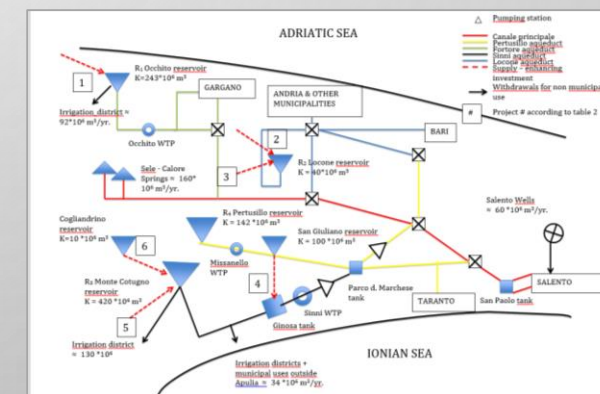 Pumping station
ADRIATIC SEA
Canale principale
Pertusillo aqueduct
Fortore aqueduct
Sinni aqueduct
Locone aqueduct
Supply - enhancing
investment
Withdrawals for non municipal
use
# Project # according to table 2
R₁ Occhito reservoir
K=243*10⁶ m³
1
GARGANO
ANDRIA & OTHER
MUNICIPALITIES
Irrigation district ≈
92*10⁶ m³/yr.
Occhito WTP
BARI
2
R₂ Locone reservoir
K = 40*10⁶ m³
3
Sele - Calore
Springs ≈ 160*
10⁶ m³/yr.
Salento Wells
≈ 60 *10⁶ m³/yr.
Cogliandrino
reservoir
K=10 *10⁶ m³
R₄ Pertusillo reservoir
K = 142 *10⁶ m³
San Giuliano reservoir
K = 100 *10⁶ m³
6
Missanello
WTP
R₃ Monte Cotugno
reservoir
K = 420 *10⁶ m³
4
Parco d. Marchese
tank
SALENTO
TARANTO
San Paolo tank
5
Sinni WTP
Ginosa tank
Irrigation district
≈ 130 *10⁶
IONIAN SEA
Irrigation districts +
municipal uses outside
Apulia ≈ 34 *10⁶ m³/yr.